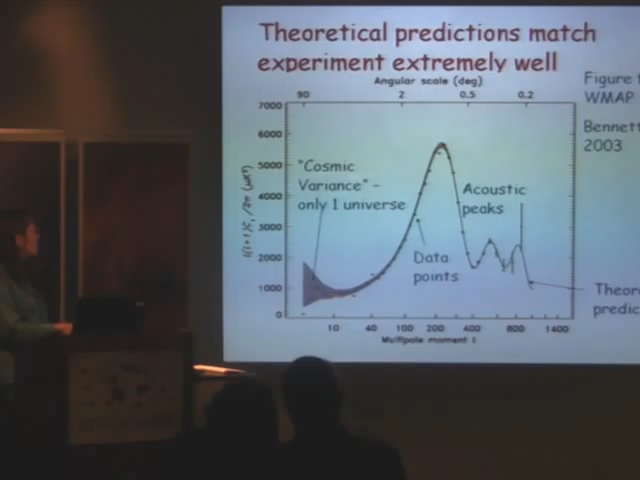 Theoretical predictions match
experiment extremely well
Angular scale (deg)
90 2 0.5 0.2
Figure
WMAP
Bennett
2003
7000
6000
5000
4000
3000
2000
1000
0
"Cosmic
Variance" -
only 1 universe
Acoustic
peaks
Data
points
10 40 100 200 400 800 1400
Multipole moment l